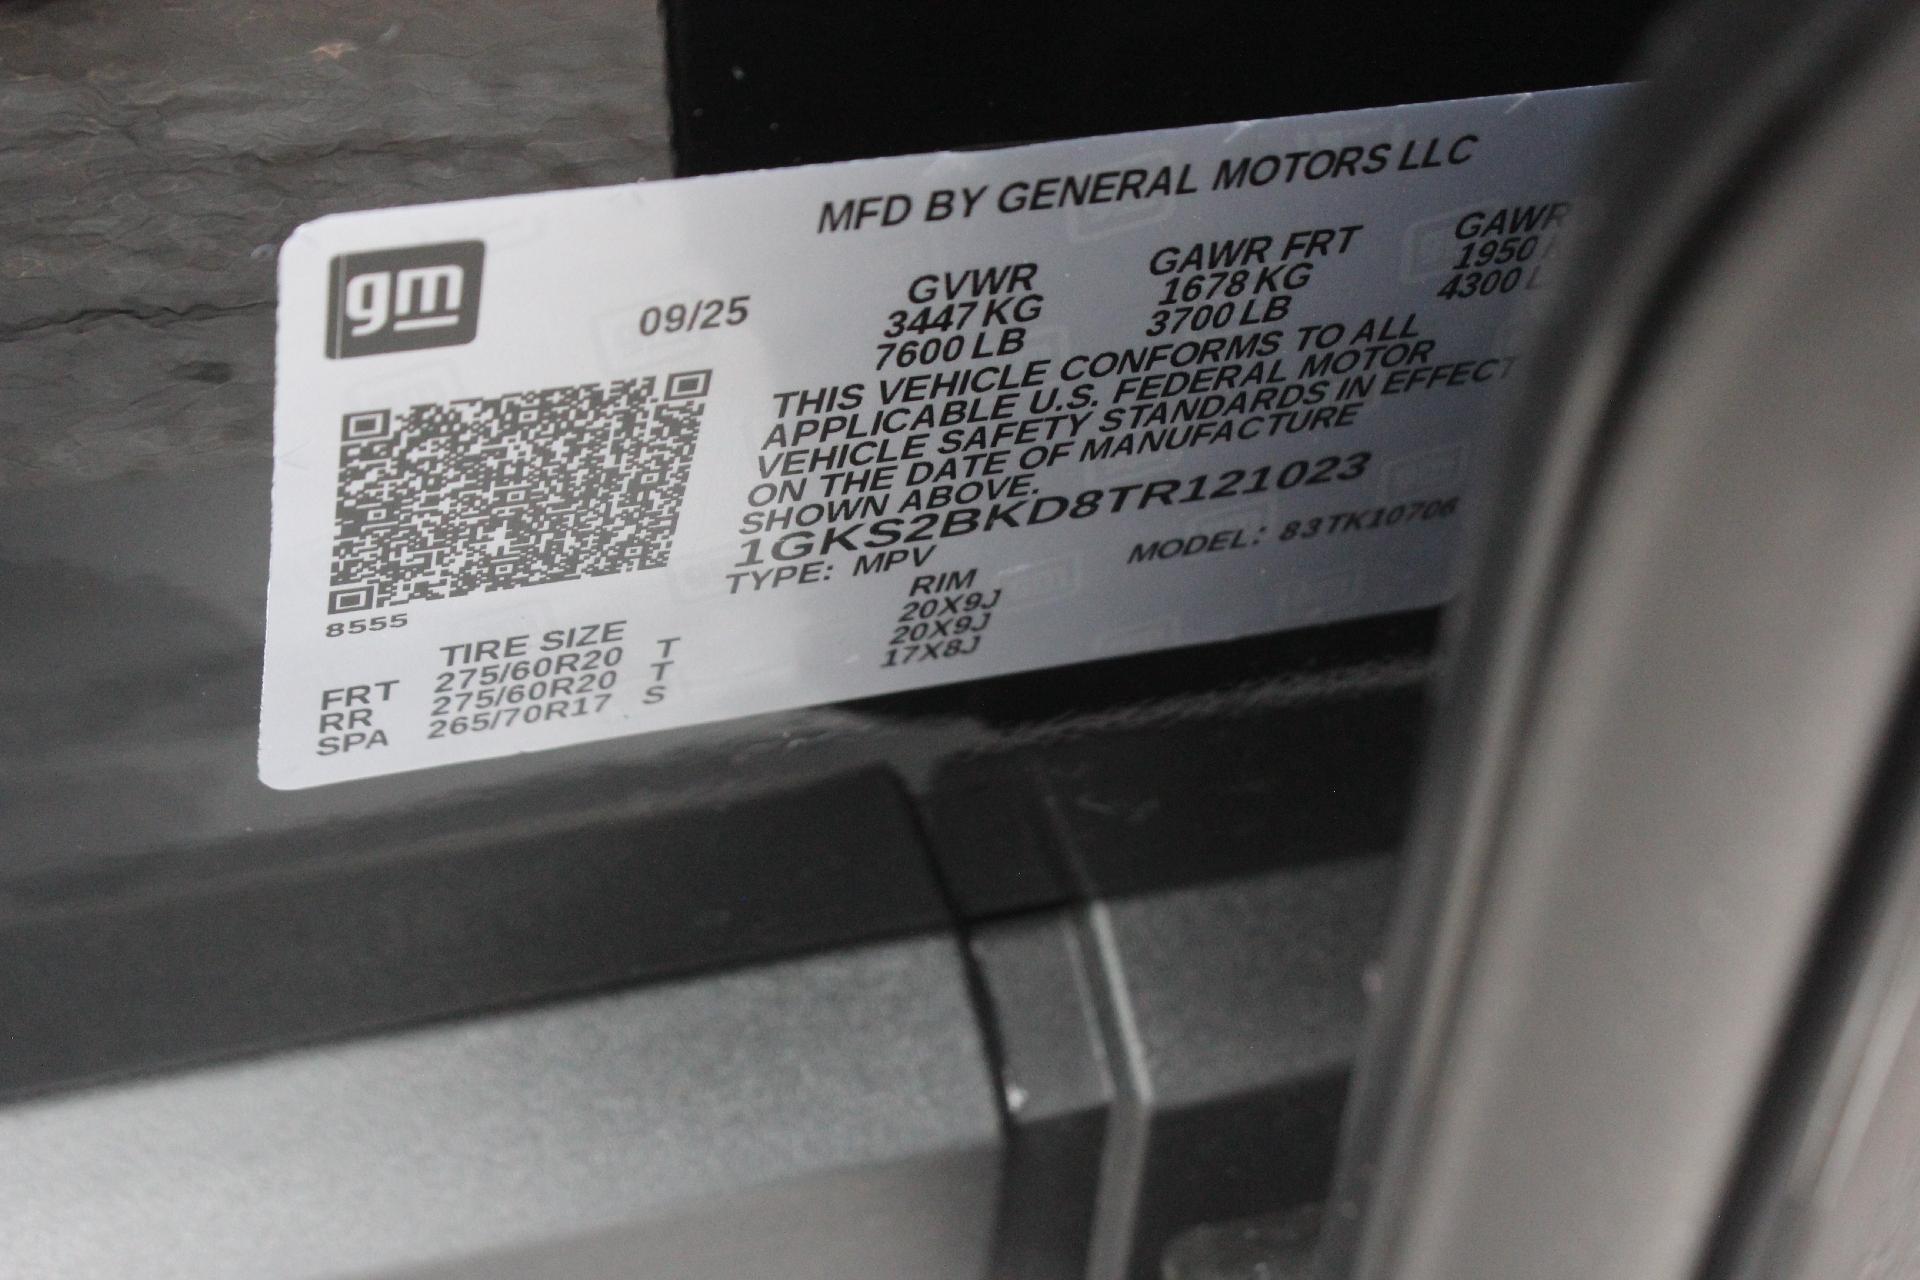 MFD BY GENERAL MOTORS LLC
gm
09/25
GVWR
3447 KG
7600 LB
GAWR FRT
1678 KG
3700 LB
GAWR
1950
4300
THIS VEHICLE CONFORMS TO ALL
APPLICABLE U.S. FEDERAL MOTOR
VEHICLE SAFETY STANDARDS IN EFFECT
ON THE DATE OF MANUFACTURE
SHOWN ABOVE.
1GKS2BKD8TR121023
TYPE: MPV MODEL: 83TK10706
8555
TIRE SIZE RIM
FRT 275/60R20 T 20X9J
RR 275/60R20 T 20X9J
SPA 265/70R17 S 17X8J